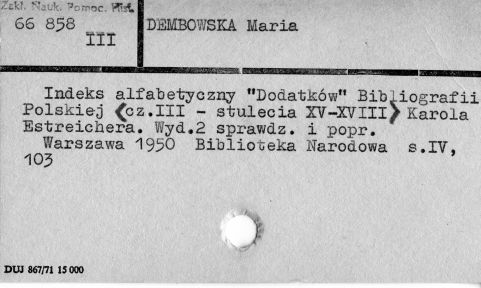 Zakł. Nauk. Pomoc. Hist.
66 858
III
DEMBOWSKA Maria
Indeks alfabetyczny "Dodatków" Bibliografii
Polskiej <cz.III - stulecia XV-XVIII> Karola
Estreichera. Wyd.2 sprawdz. i popr.
Warszawa 1950 Biblioteka Narodowa s.IV,
103
DUJ 867/71 15 000